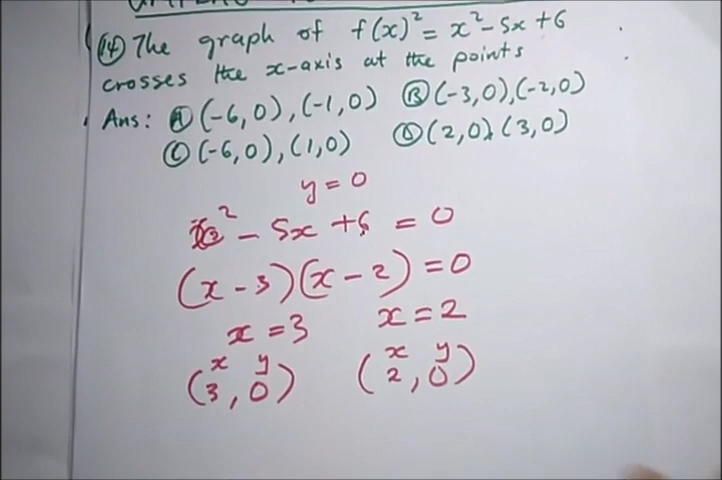 (14) The graph of f(x)² = x² - 5x + 6
crosses the x-axis at the points
Ans: (A) (-6, 0), (-1, 0) (B) (-3, 0), (-2, 0)
(C) (-6, 0), (1, 0) (D) (2, 0), (3, 0)
y = 0
² - 5x + 6 = 0
(x - 3)(x - 2) = 0
x = 3 x = 2
x y x y
(3, 0) (2, 0)